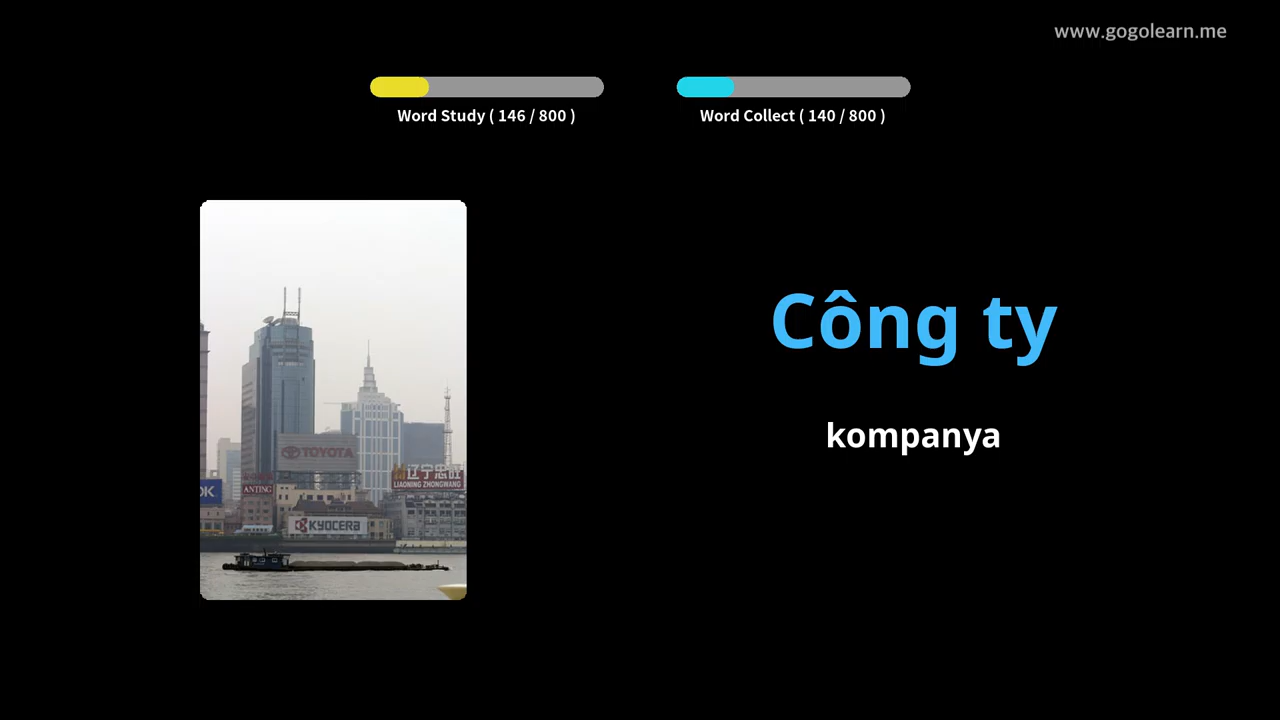 www.gogolearn.me
Word Study ( 146 / 800 )
Word Collect ( 140 / 800 )
Công ty
kompanya
TOYOTA
辽宁忠旺
LIAONING ZHONGWANG
OK
ANTING
KYOCERA